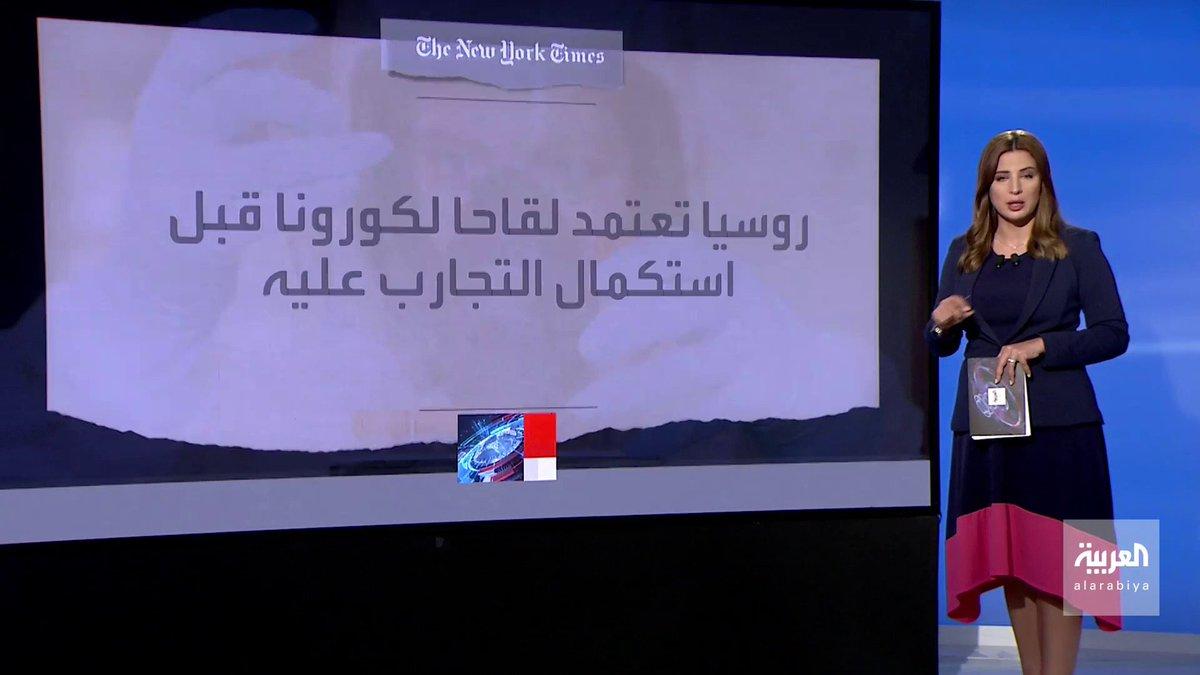 The New York Times
روسيا تعتمد لقاحا لكورونا قبل
استكمال التجارب عليه
العربية
alarabiya